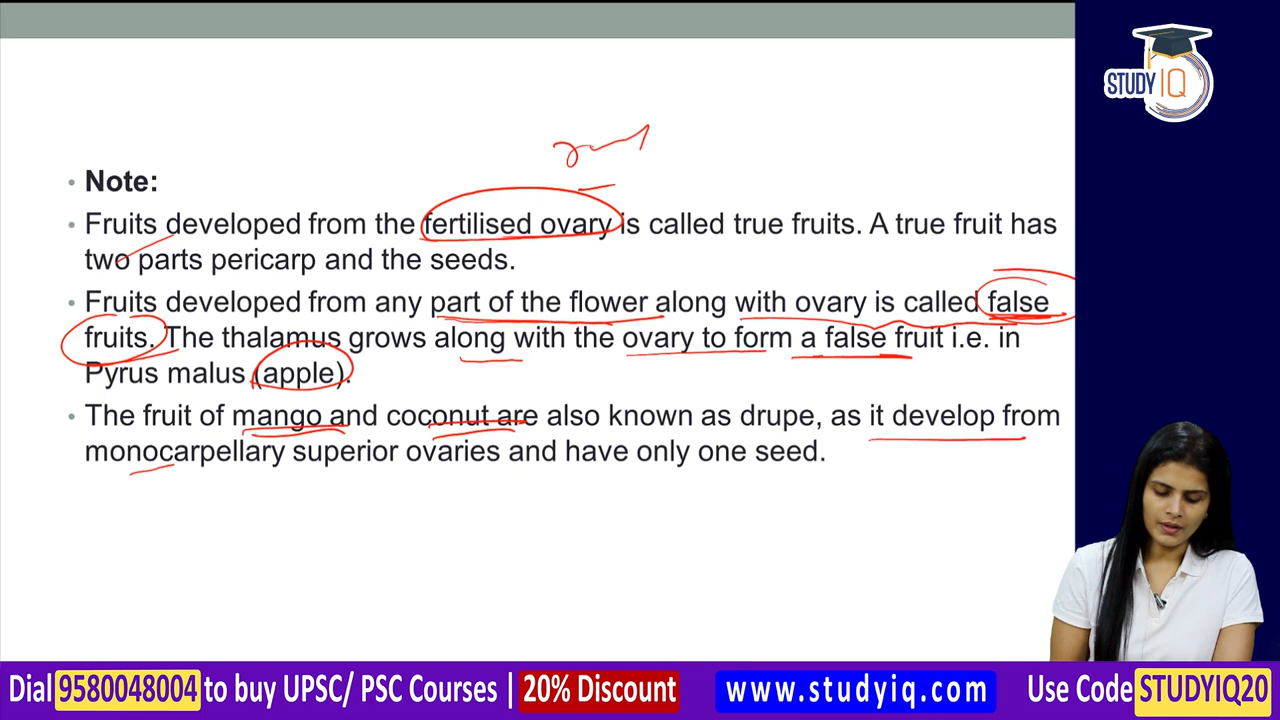 STUDY IQ
Note:
Fruits developed from the fertilised ovary is called true fruits. A true fruit has
two parts pericarp and the seeds.
Fruits developed from any part of the flower along with ovary is called false
fruits. The thalamus grows along with the ovary to form a false fruit i.e. in
Pyrus malus (apple).
The fruit of mango and coconut are also known as drupe, as it develop from
monocarpellary superior ovaries and have only one seed.
Dial 9580048004 to buy UPSC/ PSC Courses | 20% Discount www.studyiq.com Use Code STUDYIQ20